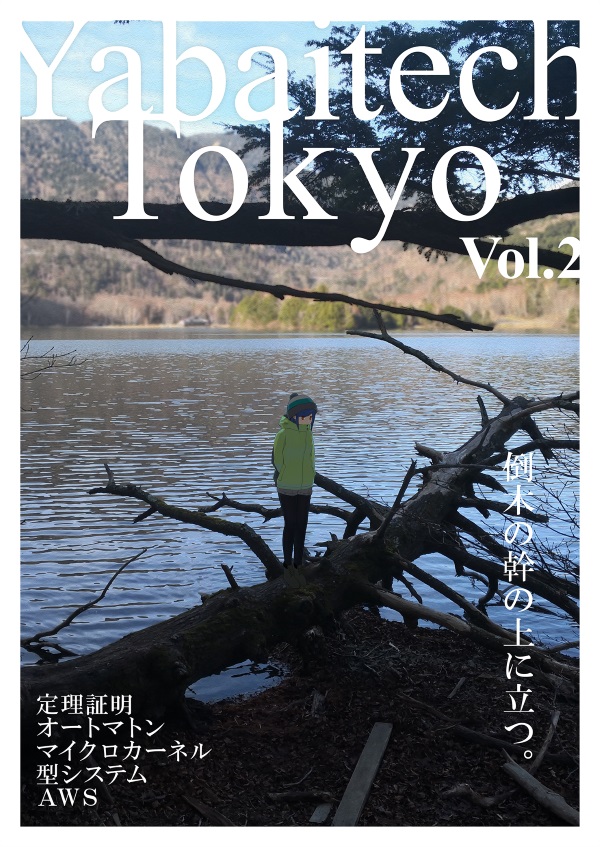 Yabaitech
Tokyo
Vol.2
倒木の幹の上に立つ。
定理証明
オートマトン
マイクロカーネル
型システム
AWS